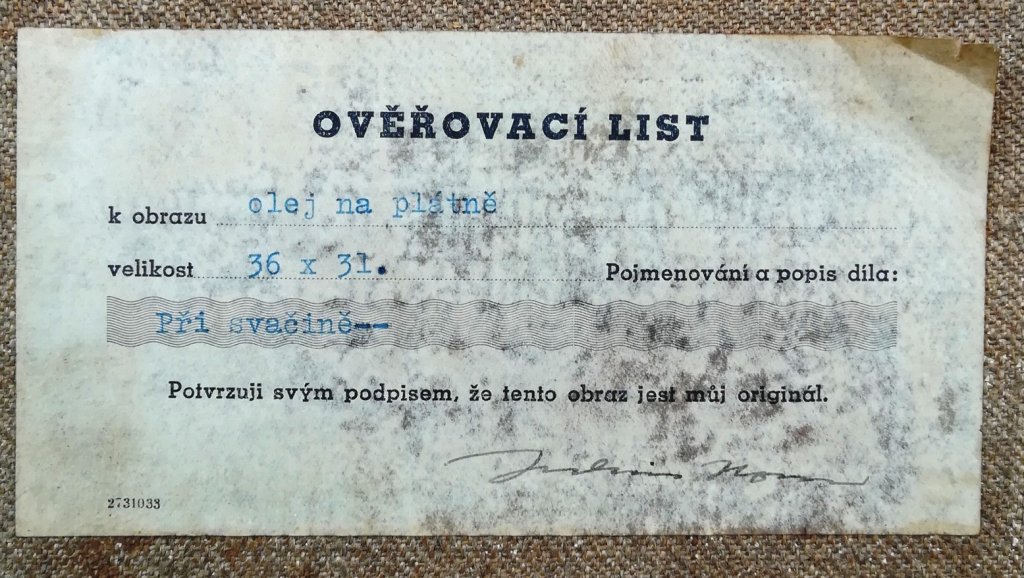 OVĚŘOVACÍ LIST
k obrazu olej na plátně
velikost 36 x 31. Pojmenování a popis díla:
Při svačině--
Potvrzuji svým podpisem, že tento obraz jest můj originál.
2731033